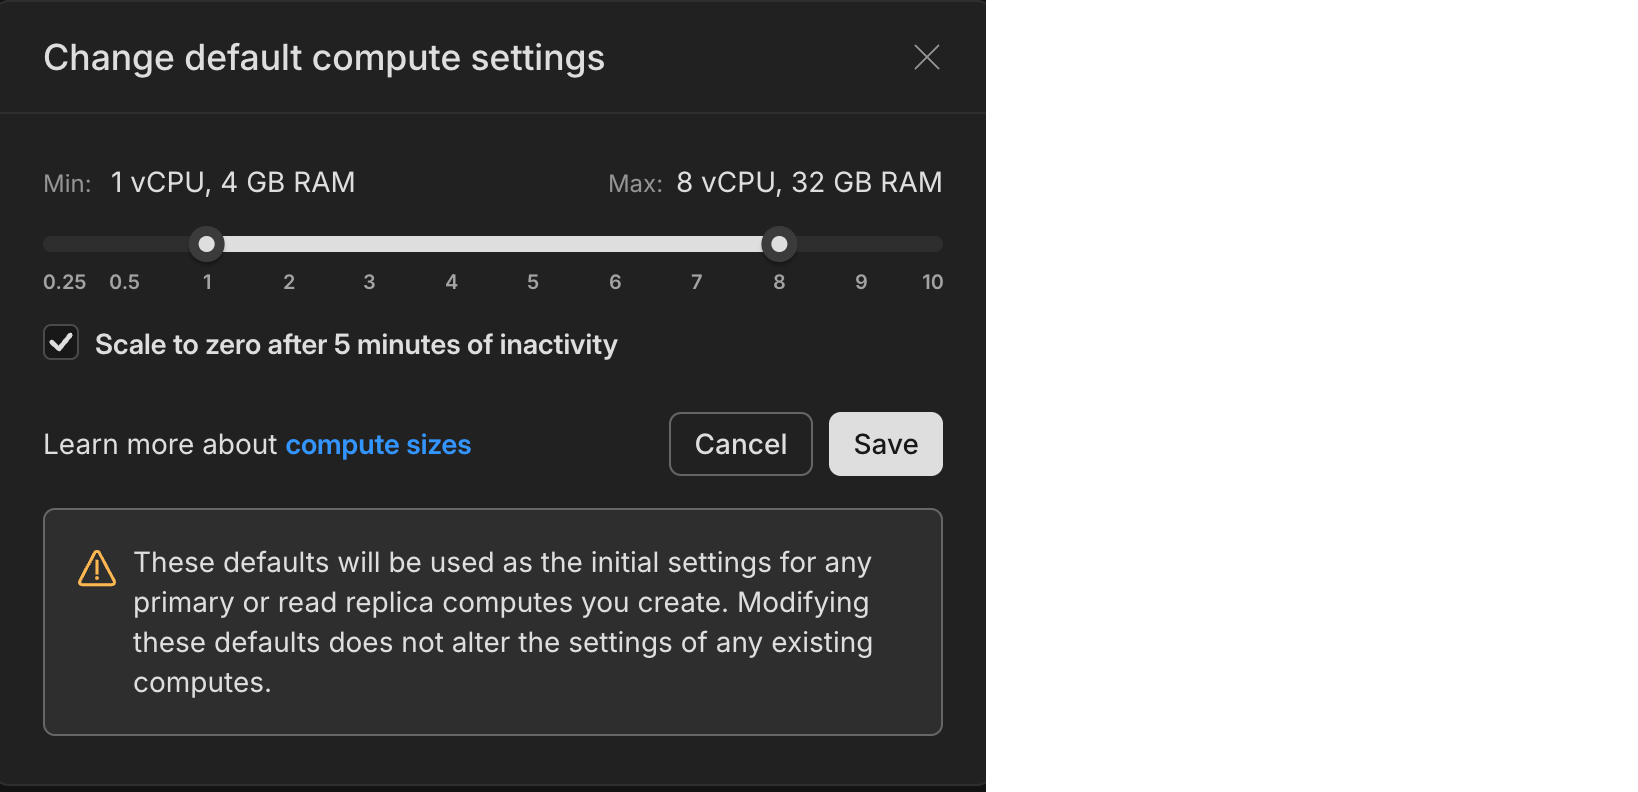 Change default compute settings
Min: 1 vCPU, 4 GB RAM Max: 8 vCPU, 32 GB RAM
0.25 0.5 1 2 3 4 5 6 7 8 9 10
Scale to zero after 5 minutes of inactivity
Learn more about compute sizes Cancel Save
These defaults will be used as the initial settings for any
primary or read replica computes you create. Modifying
these defaults does not alter the settings of any existing
computes.